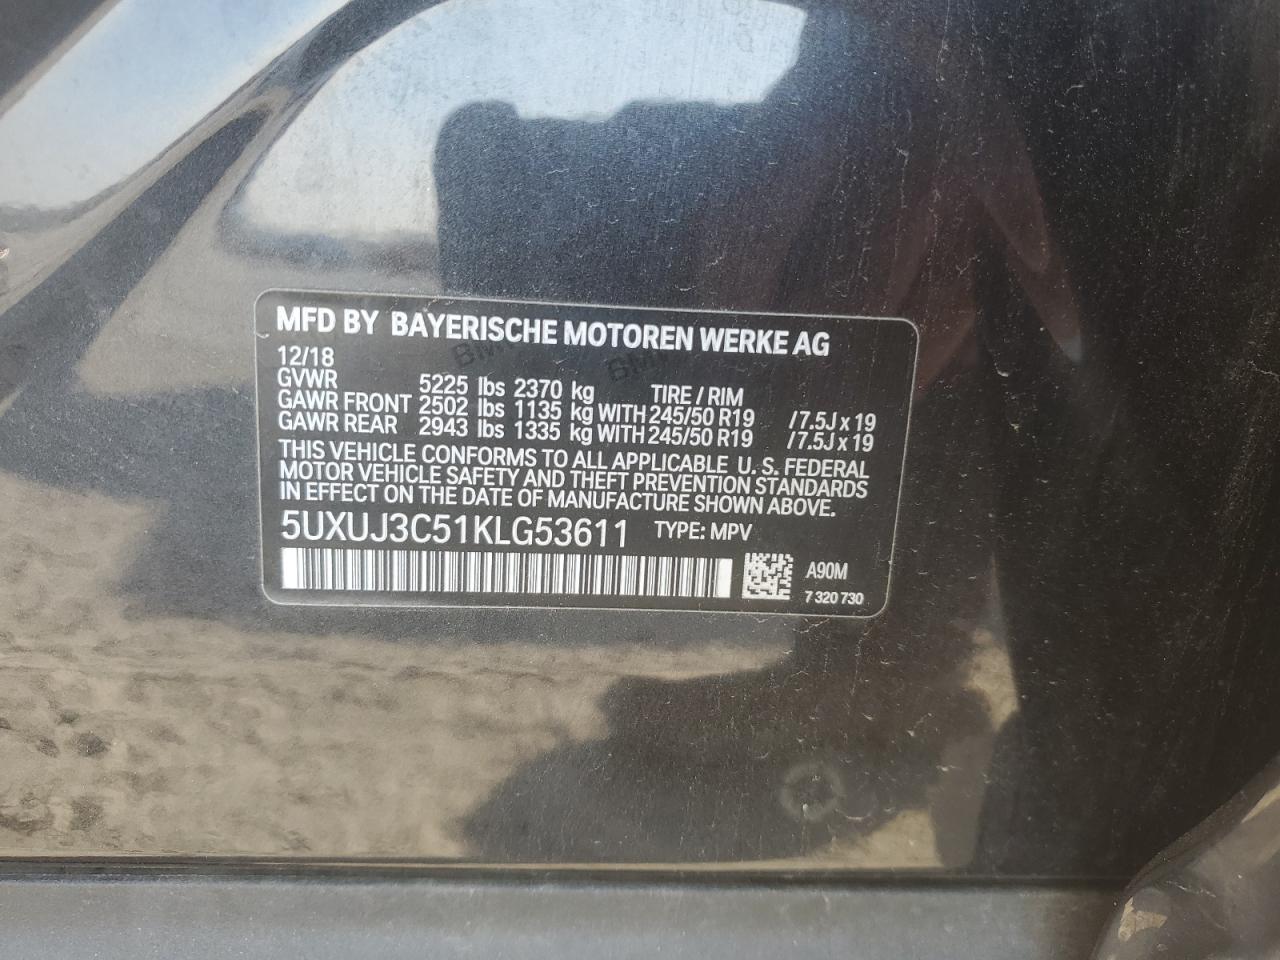 MFD BY BAYERISCHE MOTOREN WERKE AG
12/18
GVWR 5225 lbs 2370 kg TIRE / RIM
GAWR FRONT 2502 lbs 1135 kg WITH 245/50 R19 /7.5J x 19
GAWR REAR 2943 lbs 1335 kg WITH 245/50 R19 /7.5J x 19
THIS VEHICLE CONFORMS TO ALL APPLICABLE U. S. FEDERAL
MOTOR VEHICLE SAFETY AND THEFT PREVENTION STANDARDS
IN EFFECT ON THE DATE OF MANUFACTURE SHOWN ABOVE.
5UXUJ3C51KLG53611 TYPE: MPV
A90M
7 320 730